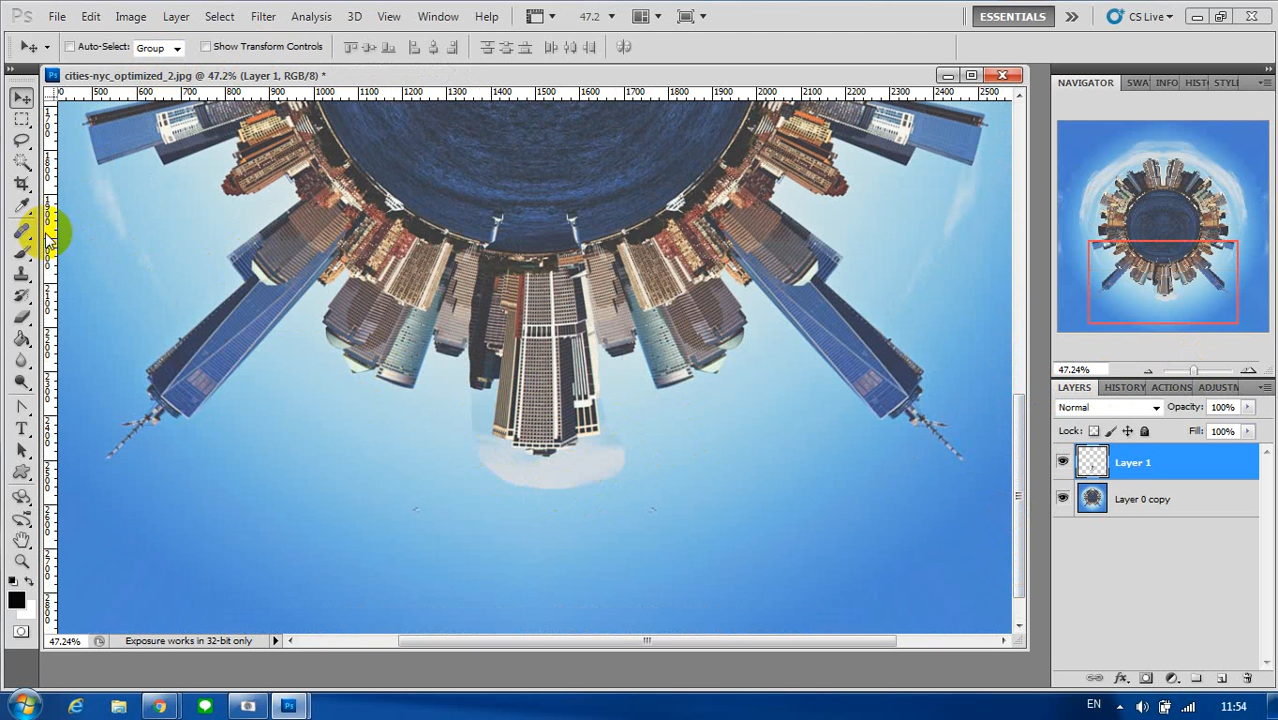 Ps File Edit Image Layer Select Filter Analysis 3D View Window Help 47.2 ESSENTIALS CS Live
Auto-Select: Group Show Transform Controls
cities-nyc_optimized_2.jpg @ 47.2% (Layer 1, RGB/8) *
500 600 700 800 900 1000 1100 1200 1300 1400 1500 1600 1700 1800 1900 2000 2100 2200 2300 2400 2500
NAVIGATOR SWA INFO HIST STYL
47.24%
LAYERS HISTORY ACTIONS ADJUSTM
Normal Opacity: 100%
Lock: Fill: 100%
Layer 1
Layer 0 copy
47.24% Exposure works in 32-bit only
EN 11:54